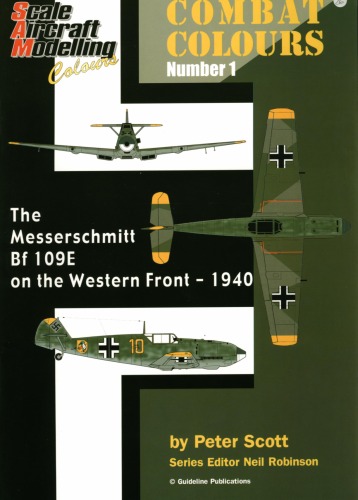 Scale
Aircraft
Modelling
Colours
COMBAT
COLOURS
Number 1
The
Messerschmitt
Bf 109E
on the Western Front - 1940
10
by Peter Scott
Series Editor Neil Robinson
© Guideline Publications